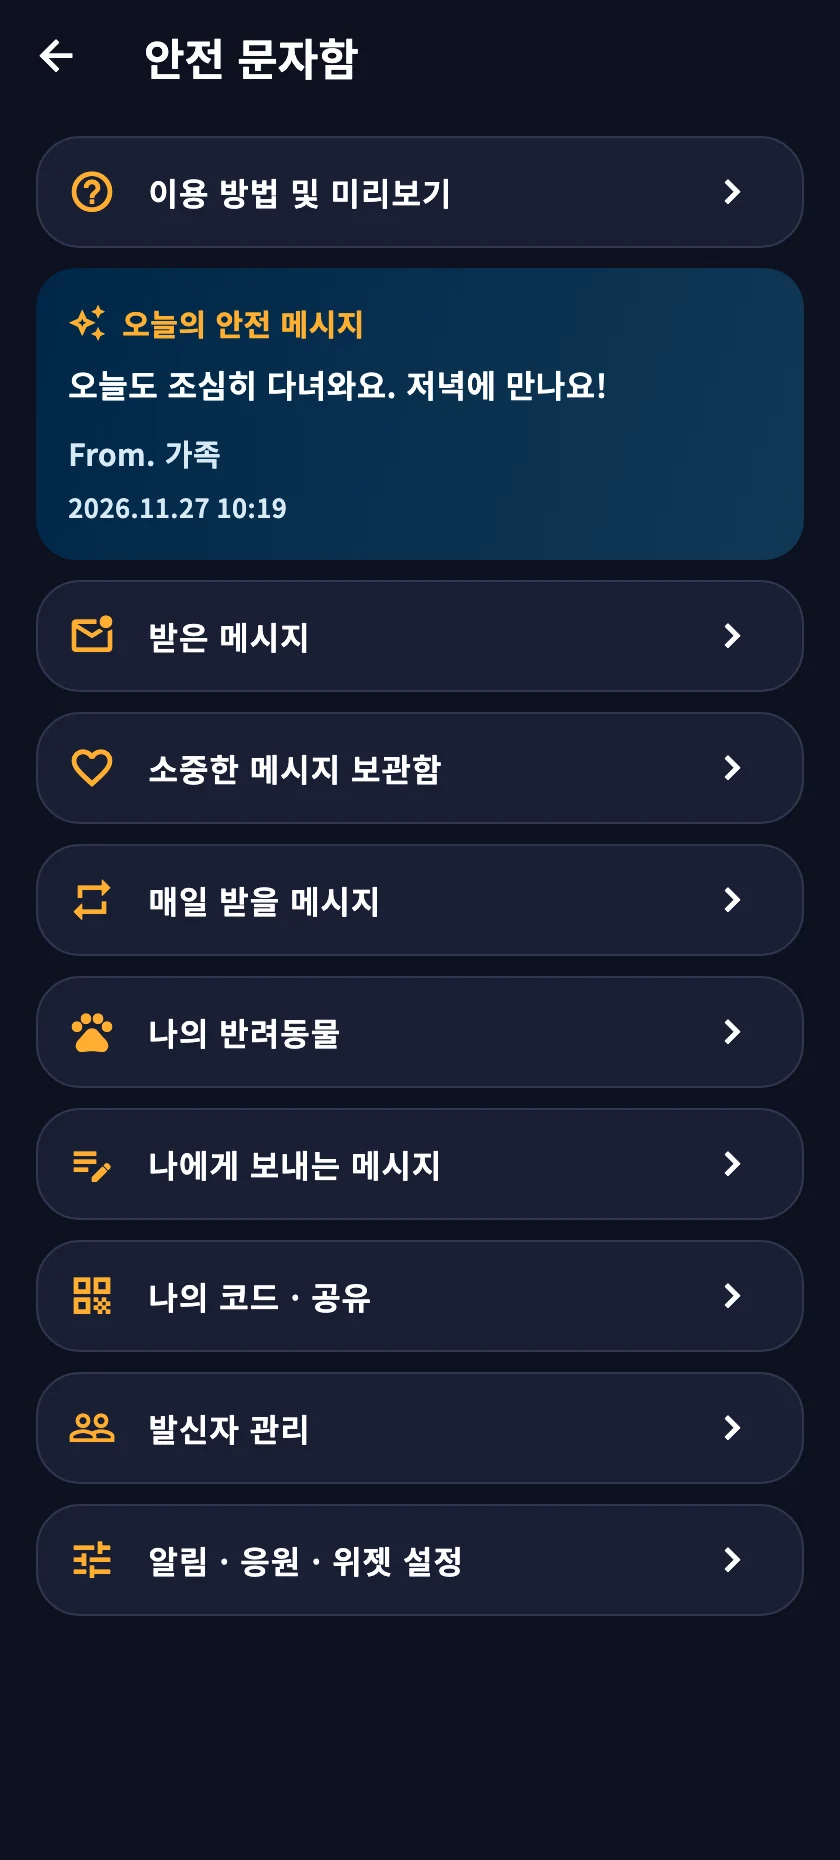 안전 문자함
이용 방법 및 미리보기
오늘의 안전 메시지
오늘도 조심히 다녀와요. 저녁에 만나요!
From. 가족
2026.11.27 10:19
받은 메시지
소중한 메시지 보관함
매일 받을 메시지
나의 반려동물
나에게 보내는 메시지
나의 코드 · 공유
발신자 관리
알림 · 응원 · 위젯 설정